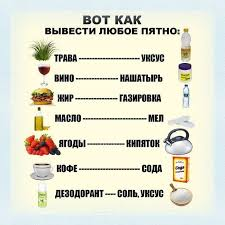 ВОТ КАК
ВЫВЕСТИ ЛЮБОЕ ПЯТНО:
ТРАВА -------------------- УКСУС
ВИНО ---------------- НАШАТЫРЬ
ЖИР ---------------- ГАЗИРОВКА
МАСЛО -------------------- МЕЛ
ЯГОДЫ ------------- КИПЯТОК
КОФЕ -------------------- СОДА
ДЕЗОДОРАНТ ---- СОЛЬ, УКСУС